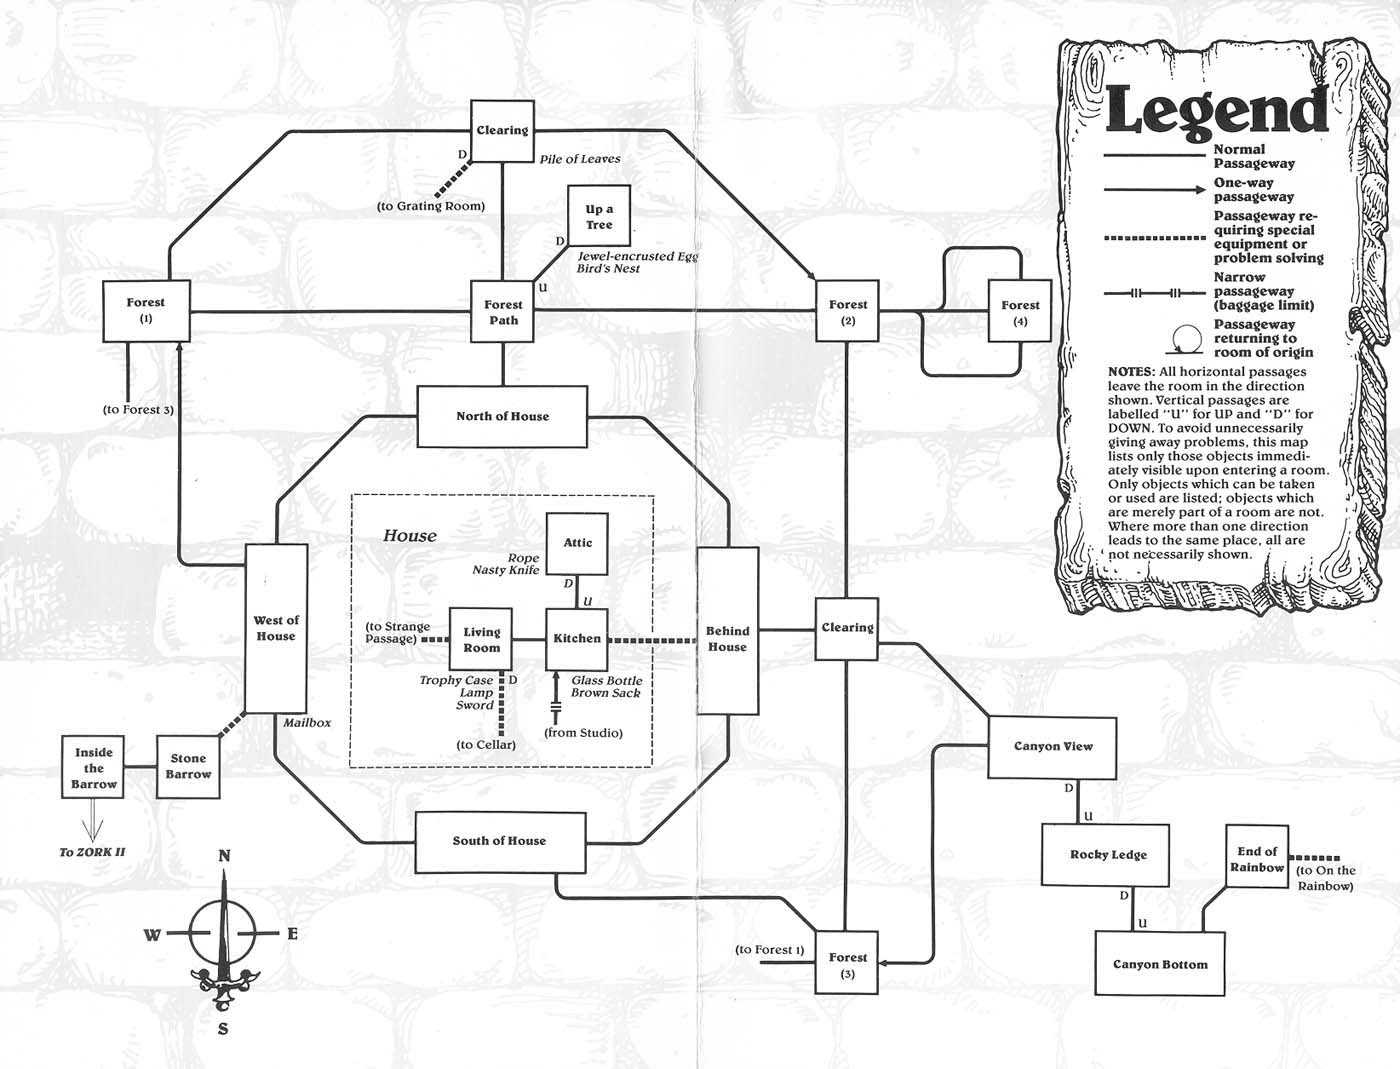 Legend
Normal
Passageway
One-way
passageway
Passageway re-
quiring special
equipment or
problem solving
Narrow
passageway
(baggage limit)
Passageway
returning to
room of origin
NOTES: All horizontal passages
leave the room in the direction
shown. Vertical passages are
labelled "U" for UP and "D" for
DOWN. To avoid unnecessarily
giving away problems, this map
lists only those objects immedi-
ately visible upon entering a room.
Only objects which can be taken
or used are listed; objects which
are merely part of a room are not.
Where more than one direction
leads to the same place, all are
not necessarily shown.
Clearing
D
Pile of Leaves
(to Grating Room)
Up a
Tree
D
Jewel-encrusted Egg
Bird's Nest
U
Forest
(1)
Forest
Path
Forest
(2)
Forest
(4)
(to Forest 3)
North of House
House
Attic
Rope
Nasty Knife
D
U
(to Strange
Passage)
Living
Room
Kitchen
Behind
House
Clearing
West of
House
Trophy Case
Lamp
Sword
D
Glass Bottle
Brown Sack
(to Cellar)
(from Studio)
Mailbox
Inside
the
Barrow
Stone
Barrow
To ZORK II
Canyon View
D
U
South of House
Rocky Ledge
D
U
End of
Rainbow
(to On the
Rainbow)
N
W
E
S
(to Forest 1)
Forest
(3)
Canyon Bottom